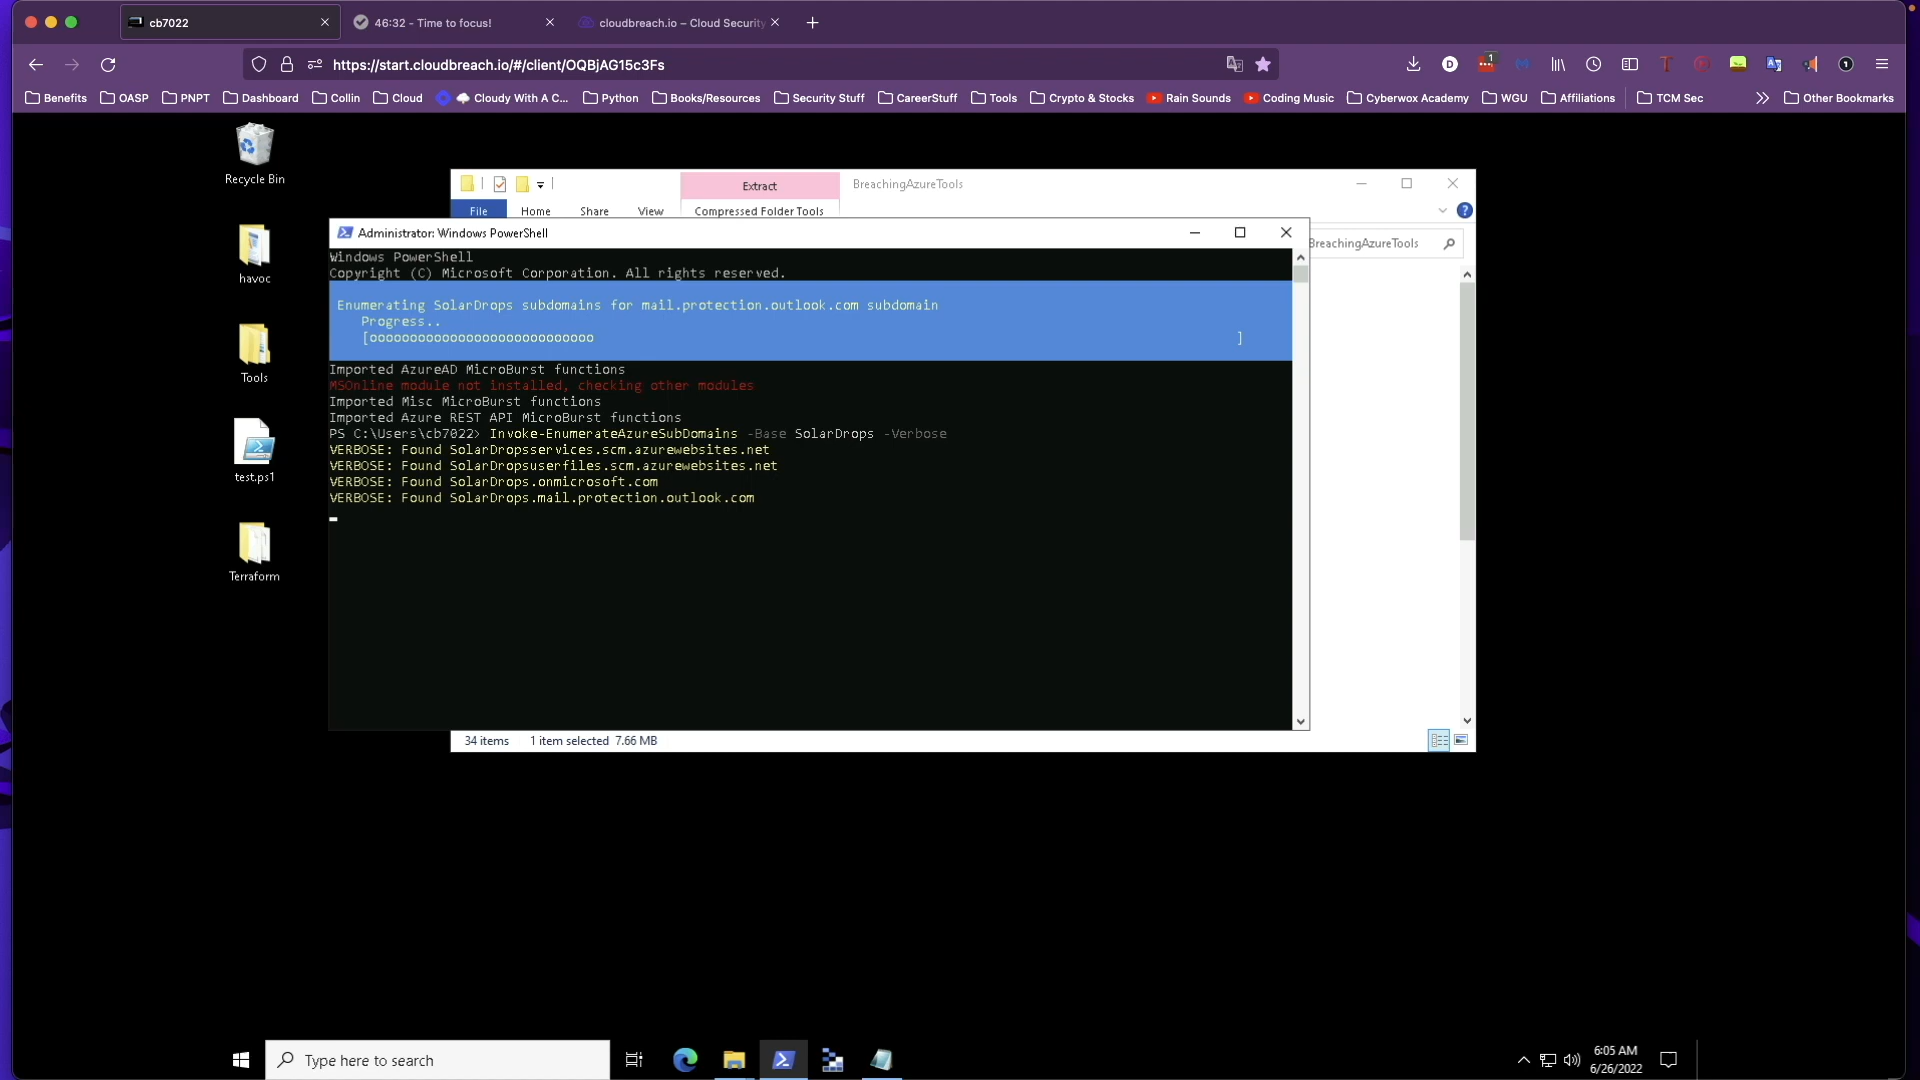 cb7022
46:32 - Time to focus!
cloudbreach.io – Cloud Security
https://start.cloudbreach.io/#/client/OQBjAG15c3Fs
1
Benefits OASP PNPT Dashboard Collin Cloud Cloudy With A C... Python Books/Resources Security Stuff CareerStuff Tools Crypto & Stocks Rain Sounds Coding Music Cyberwox Academy WGU Affiliations TCM Sec Other Bookmarks
Recycle Bin
havoc
Tools
test.ps1
Terraform
Extract
BreachingAzureTools
File Home Share View Compressed Folder Tools
BreachingAzureTools
Administrator: Windows PowerShell
Windows PowerShell
Copyright (C) Microsoft Corporation. All rights reserved.
Enumerating SolarDrops subdomains for mail.protection.outlook.com subdomain
Progress..
[oooooooooooooooooooooooooooo ]
Imported AzureAD MicroBurst functions
MSOnline module not installed, checking other modules
Imported Misc MicroBurst functions
Imported Azure REST API MicroBurst functions
PS C:\Users\cb7022> Invoke-EnumerateAzureSubDomains -Base SolarDrops -Verbose
VERBOSE: Found SolarDropsservices.scm.azurewebsites.net
VERBOSE: Found SolarDropsuserfiles.scm.azurewebsites.net
VERBOSE: Found SolarDrops.onmicrosoft.com
VERBOSE: Found SolarDrops.mail.protection.outlook.com
34 items 1 item selected 7.66 MB
Type here to search
6:05 AM
6/26/2022